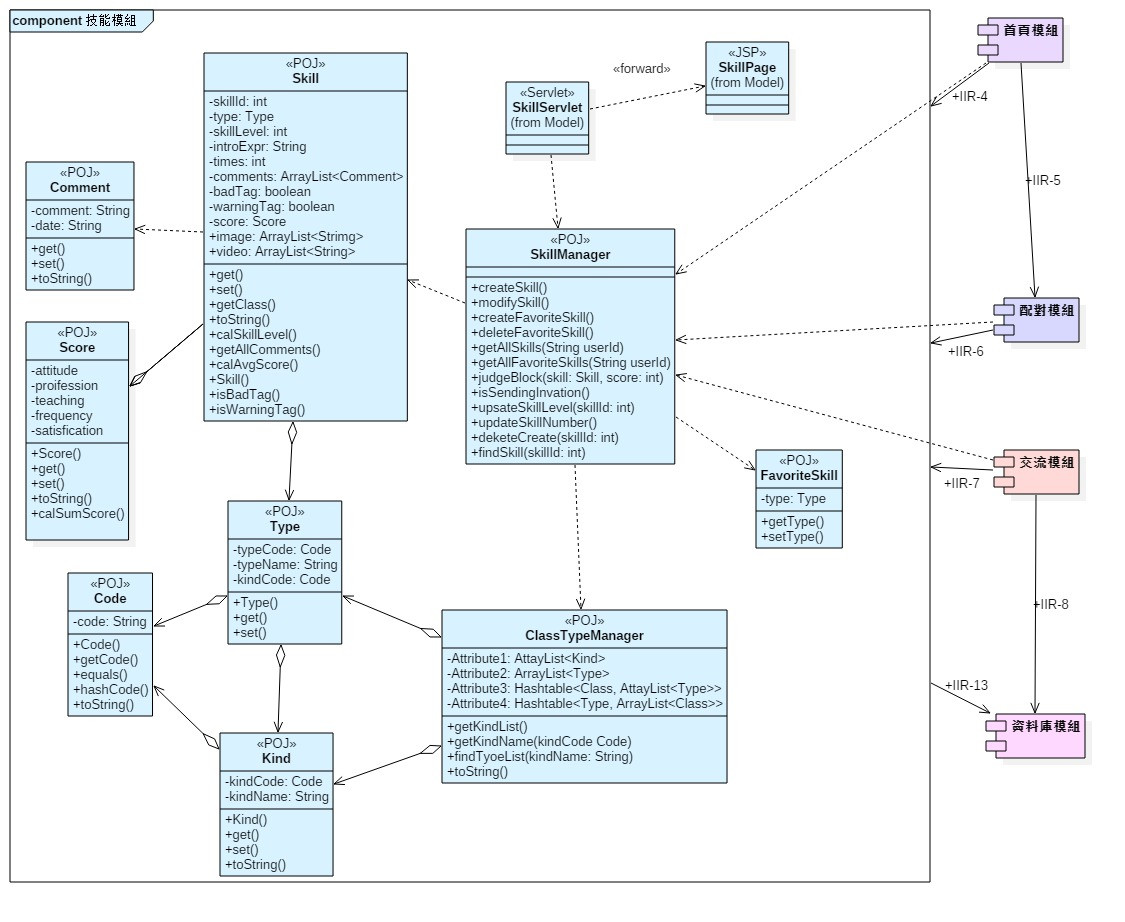 component 技能模組
«POJ»
Skill
-skillId: int
-type: Type
-skillLevel: int
-introExpr: String
-times: int
-comments: ArrayList<Comment>
-badTag: boolean
-warningTag: boolean
-score: Score
+image: ArrayList<Strimg>
+video: ArrayList<String>
+get()
+set()
+getClass()
+toString()
+calSkillLevel()
+getAllComments()
+calAvgScore()
+Skill()
+isBadTag()
+isWarningTag()
«POJ»
Comment
-comment: String
-date: String
+get()
+set()
+toString()
«POJ»
Score
-attitude
-proifession
-teaching
-frequency
-satisfication
+Score()
+get()
+set()
+toString()
+calSumScore()
«Servlet»
SkillServlet
(from Model)
«forward»
«JSP»
SkillPage
(from Model)
«POJ»
SkillManager
+createSkill()
+modifySkill()
+createFavoriteSkill()
+deleteFavoriteSkill()
+getAllSkills(String userId)
+getAllFavoriteSkills(String userId)
+judgeBlock(skill: Skill, score: int)
+isSendingInvation()
+upsateSkillLevel(skillId: int)
+updateSkillNumber()
+deketeCreate(skillId: int)
+findSkill(skillId: int)
«POJ»
FavoriteSkill
-type: Type
+getType()
+setType()
«POJ»
Type
-typeCode: Code
-typeName: String
-kindCode: Code
+Type()
+get()
+set()
«POJ»
Code
-code: String
+Code()
+getCode()
+equals()
+hashCode()
+toString()
«POJ»
Kind
-kindCode: Code
-kindName: String
+Kind()
+get()
+set()
+toString()
«POJ»
ClassTypeManager
-Attribute1: AttayList<Kind>
-Attribute2: ArrayList<Type>
-Attribute3: Hashtable<Class, AttayList<Type>>
-Attribute4: Hashtable<Type, ArrayList<Class>>
+getKindList()
+getKindName(kindCode Code)
+findTyoeList(kindName: String)
+toString()
首頁模組
+IIR-4
+IIR-5
配對模組
+IIR-6
交流模組
+IIR-7
+IIR-8
+IIR-13
資料庫模組